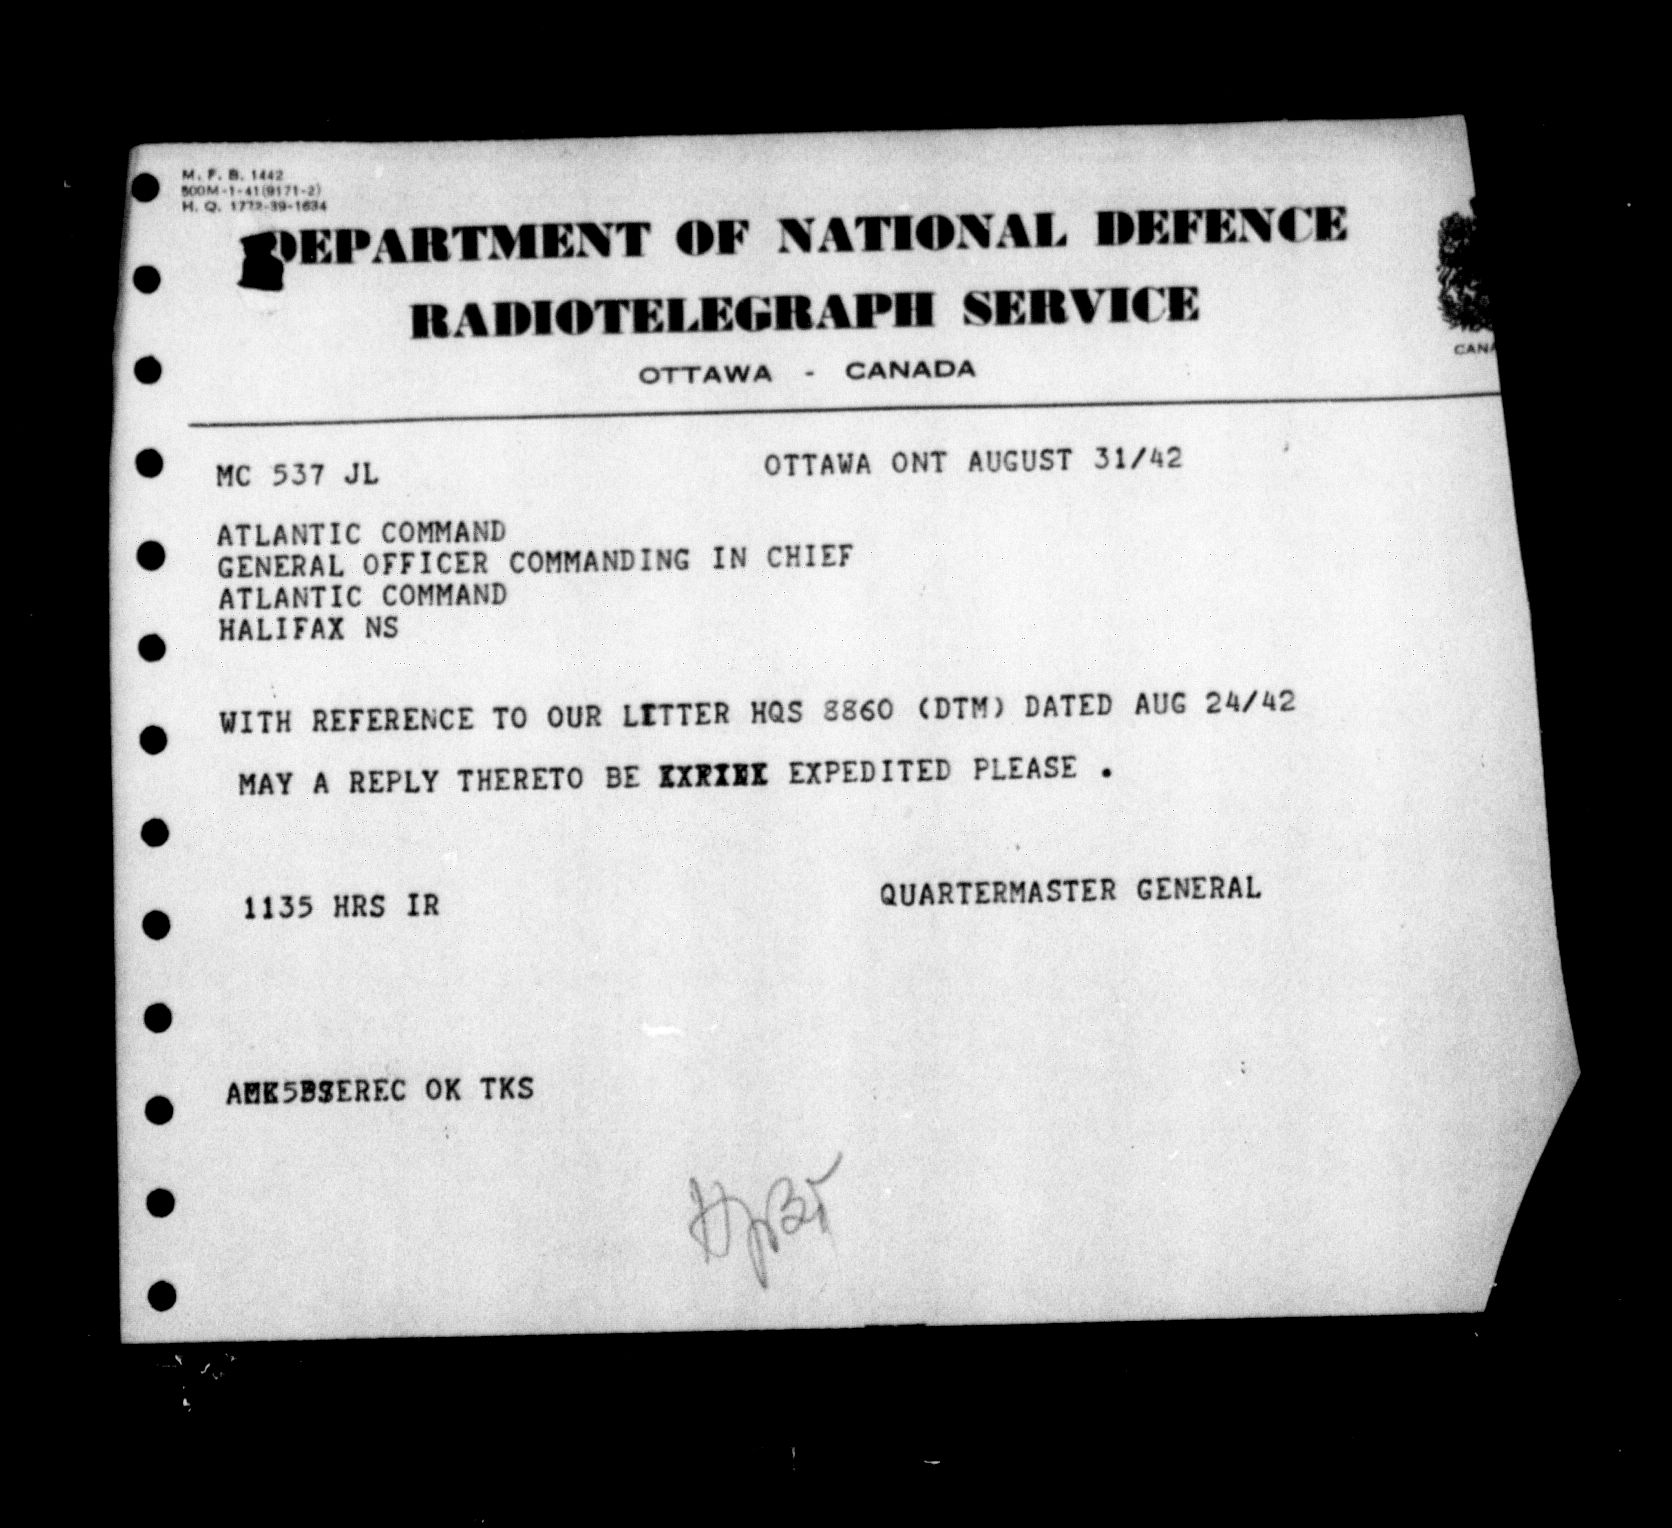 M. F. B. 1442
500M-1-41(9171-2)
H. Q. 1772-39-1634
DEPARTMENT OF NATIONAL DEFENCE
RADIOTELEGRAPH SERVICE
OTTAWA - CANADA
CANA
MC 537 JL OTTAWA ONT AUGUST 31/42
ATLANTIC COMMAND
GENERAL OFFICER COMMANDING IN CHIEF
ATLANTIC COMMAND
HALIFAX NS
WITH REFERENCE TO OUR LETTER HQS 8860 (DTM) DATED AUG 24/42
MAY A REPLY THERETO BE EXPEDITED PLEASE .
1135 HRS IR QUARTERMASTER GENERAL
OK TKS